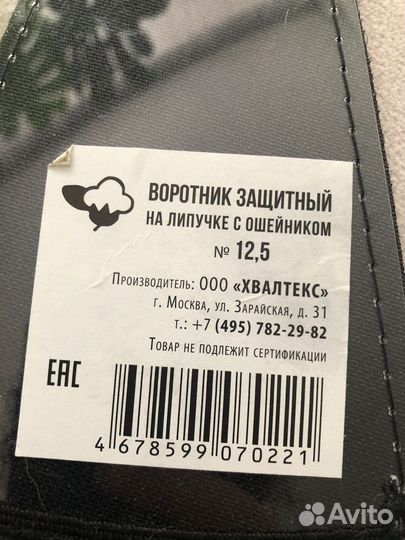 ВОРОТНИК ЗАЩИТНЫЙ
НА ЛИПУЧКЕ С ОШЕЙНИКОМ
№ 12,5
Производитель: ООО «ХВАЛТЕКС»
г. Москва, ул. Зарайская, д. 31
т.: +7 (495) 782-29-82
Товар не подлежит сертификации
EAC
4 678599 070221
Avito